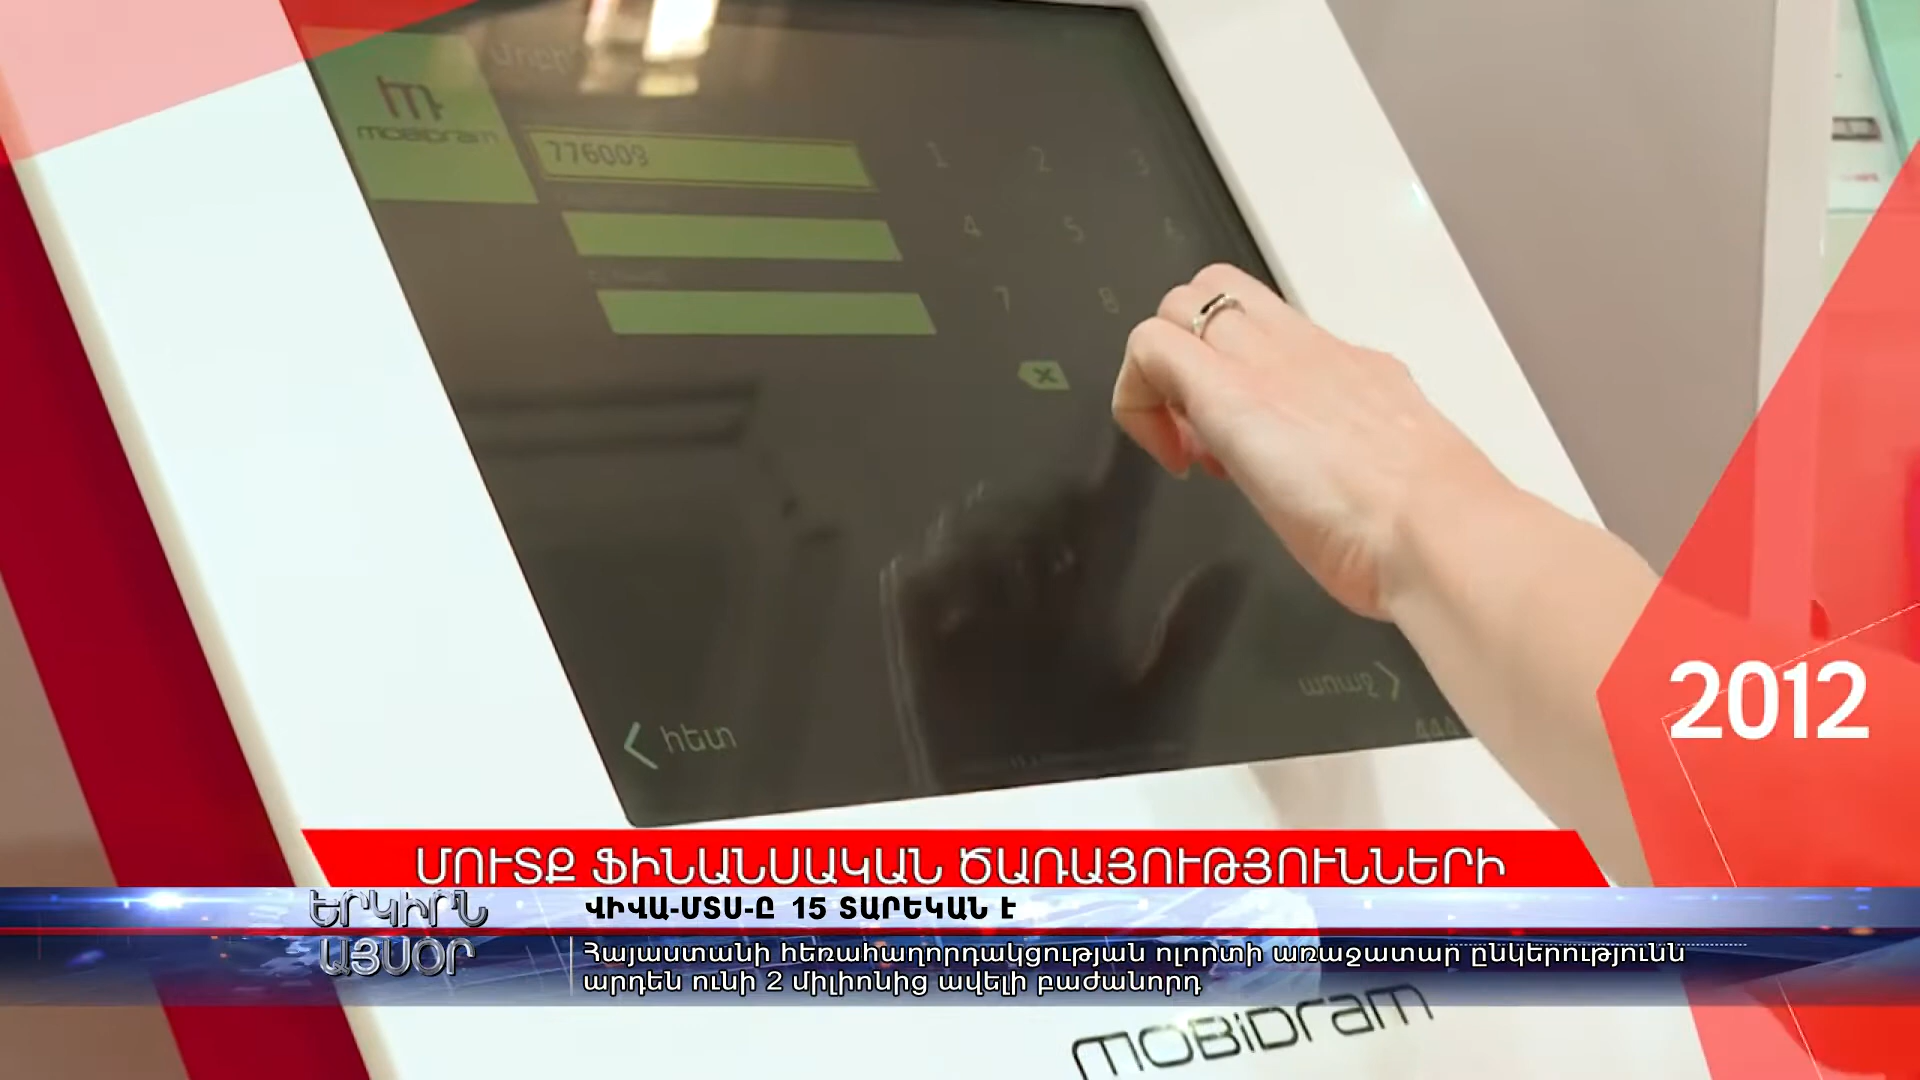 mobidram
776009
1 2 3
4 5 6
7 8
հետ
առաջ
2012
ՄՈՒՏՔ ՖԻՆԱՆՍԱԿԱՆ ԾԱՌԱՅՈՒԹՅՈՒՆՆԵՐԻ
ԵՐԿԻՐՆ
ԱՅՍՕՐ
ՎԻՎԱ-ՄՏՍ-Ը 15 ՏԱՐԵԿԱՆ Է
Հայաստանի հեռահաղորդակցության ոլորտի առաջատար ընկերությունն
արդեն ունի 2 միլիոնից ավելի բաժանորդ
MOBiDram